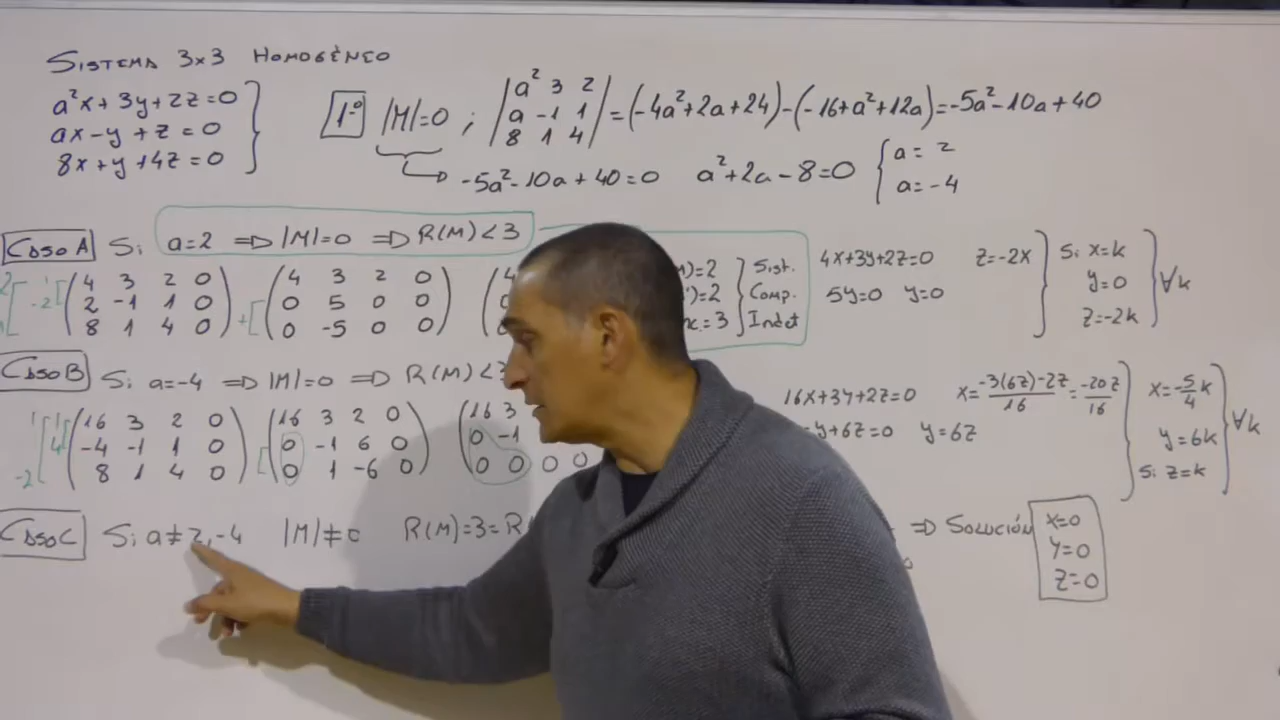 SISTEMA 3x3 HOMOGÉNEO
a²x+3y+2z=0
ax-y+z=0
8x+y+4z=0
1º |M|=0 ; |a² 3 2| = (-4a²+2a+24)-(-16+a²+12a)=-5a²-10a+40
|a -1 1|
|8 1 4|
-5a²-10a+40=0 a²+2a-8=0 { a=2
a=-4
CASO A Si a=2 ⇒ |M|=0 ⇒ R(M)<3
4 3 2 0
2 -1 1 0
8 1 4 0
-2
+
4 3 2 0
0 5 0 0
0 -5 0 0
)=2
)=2
=3
Sist.
Comp.
Indet
4x+3y+2z=0 z=-2x
5y=0 y=0
Si x=k
y=0
z=-2k
∀k
CASO B Si a=-4 ⇒ |M|=0 ⇒ R(M)<3
16 3 2 0
-4 -1 1 0
8 1 4 0
1 1
4
-2
16 3 2 0
0 -1 6 0
0 1 -6 0
16 3
0 -1
0 0 0 0
16x+3y+2z=0 x=-3(6z)-2z/16=-20z/16
-y+6z=0 y=6z
x=-5/4k
y=6k
Si z=k
∀k
CASO C Si a≠2,-4 |M|≠0 R(M)=3=R
⇒ SOLUCIÓN
x=0
y=0
z=0